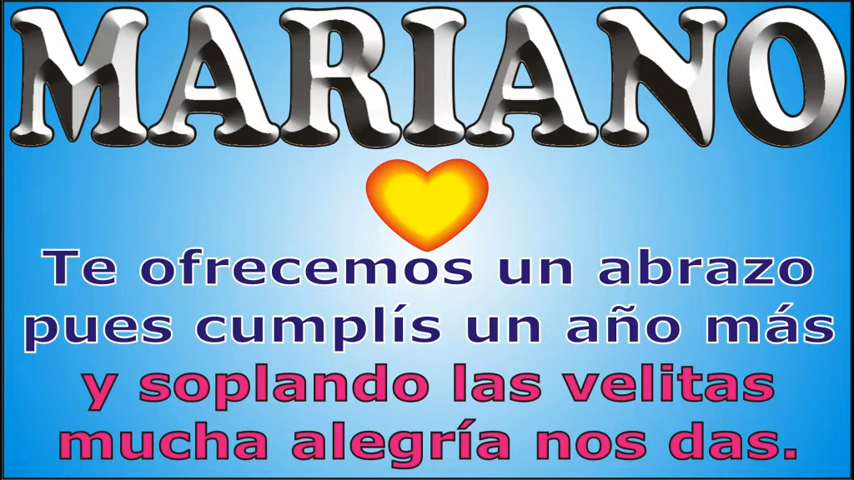 MARIANO
Te ofrecemos un abrazo
pues cumplís un año más
y soplando las velitas
mucha alegría nos das.